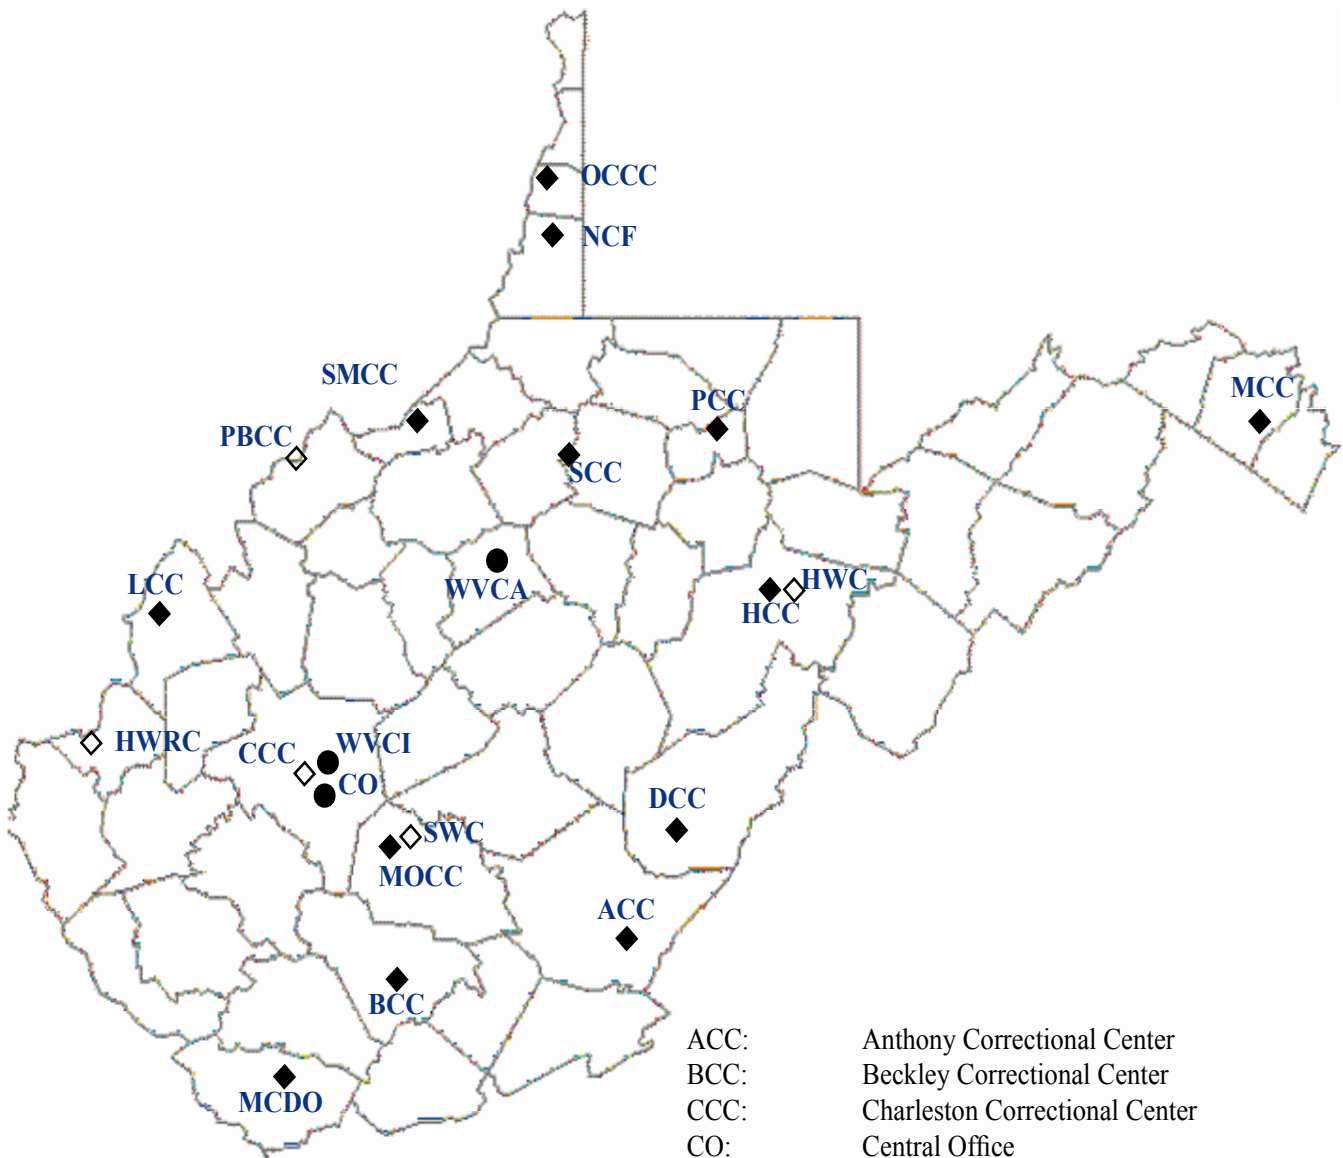 OCCC
NCF
SMCC
MCC
PCC
PBCC
SCC
WVCA
HWC
LCC
HCC
HWRC
WVCI
CCC
CO
DCC
SWC
MOCC
ACC
BCC
MCDO
ACC: Anthony Correctional Center
BCC: Beckley Correctional Center
CCC: Charleston Correctional Center
CO: Central Office